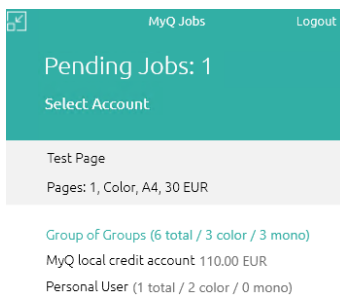 MyQ Jobs Logout
Pending Jobs: 1
Select Account
Test Page
Pages: 1, Color, A4, 30 EUR
Group of Groups (6 total / 3 color / 3 mono)
MyQ local credit account 110.00 EUR
Personal User (1 total / 2 color / 0 mono)